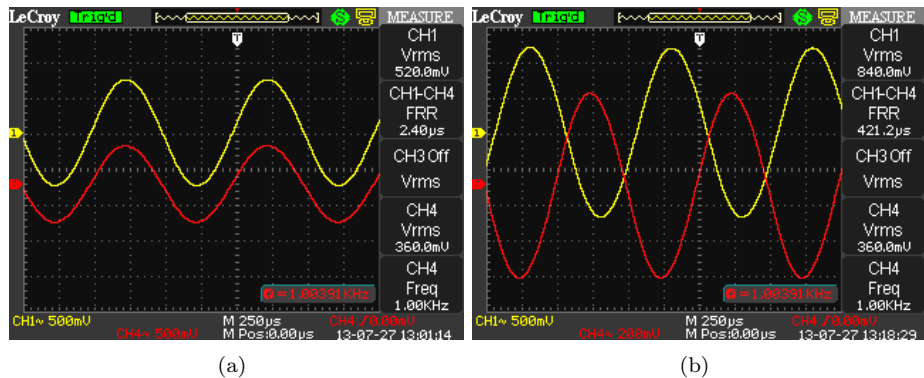 LeCroy Trig'd S MEASURE
T
CH1
Vrms
520.0mV
CH1-CH4
FRR
2.40µs
CH3 Off
Vrms
CH4
Vrms
360.0mV
CH4
Freq
1.00KHz
1
F = 1.00391KHz
CH1~ 500mV M 250µs CH4 ƒ0.00mV
CH4~ 500mV M Pos:0.00µs 13-07-27 13:01:14
(a)
LeCroy Trig'd S MEASURE
T
CH1
Vrms
840.0mV
CH1-CH4
FRR
421.2µs
CH3 Off
Vrms
CH4
Vrms
360.0mV
CH4
Freq
1.00KHz
1
F = 1.00391KHz
CH1~ 500mV M 250µs CH4 ƒ0.00mV
CH4~ 200mV M Pos:0.00µs 13-07-27 13:18:29
(b)